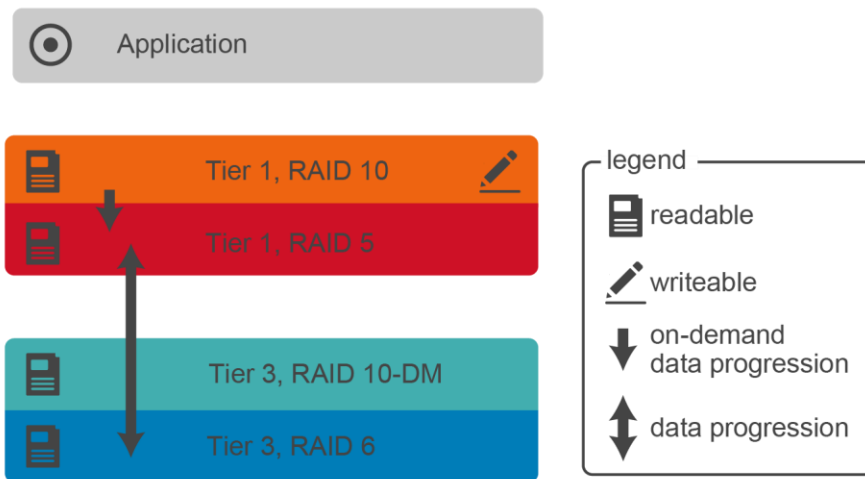 Application
Tier 1, RAID 10
Tier 1, RAID 5
Tier 3, RAID 10-DM
Tier 3, RAID 6
legend
readable
writeable
on-demand
data progression
data progression